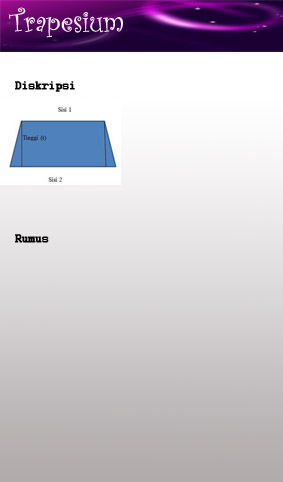 Trapesium
Diskripsi
Sisi 1
Tinggi (t)
Sisi 2
Rumus